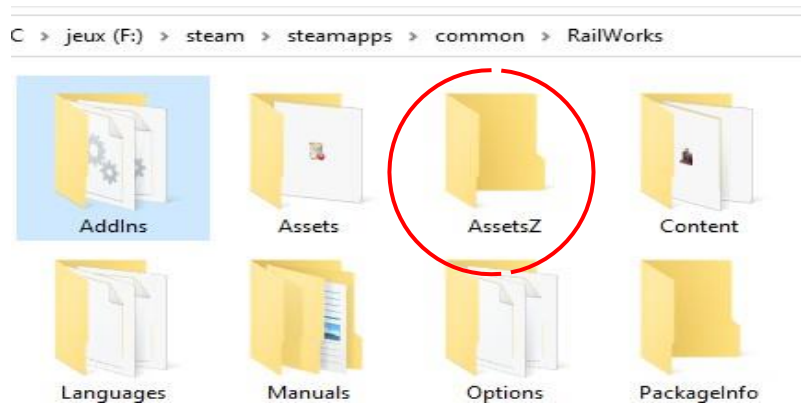 C > jeux (F:) > steam > steamapps > common > RailWorks
AddIns Assets AssetsZ Content
Languages Manuals Options PackageInfo